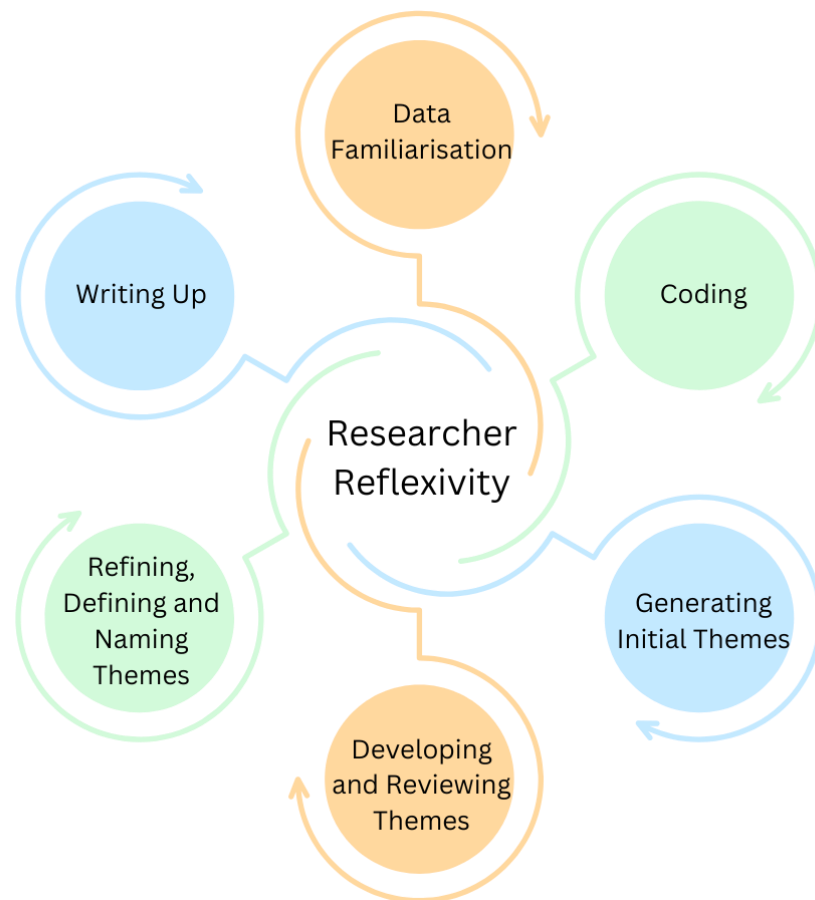 Data
Familiarisation
Coding
Generating
Initial Themes
Developing
and Reviewing
Themes
Refining,
Defining and
Naming
Themes
Writing Up
Researcher
Reflexivity